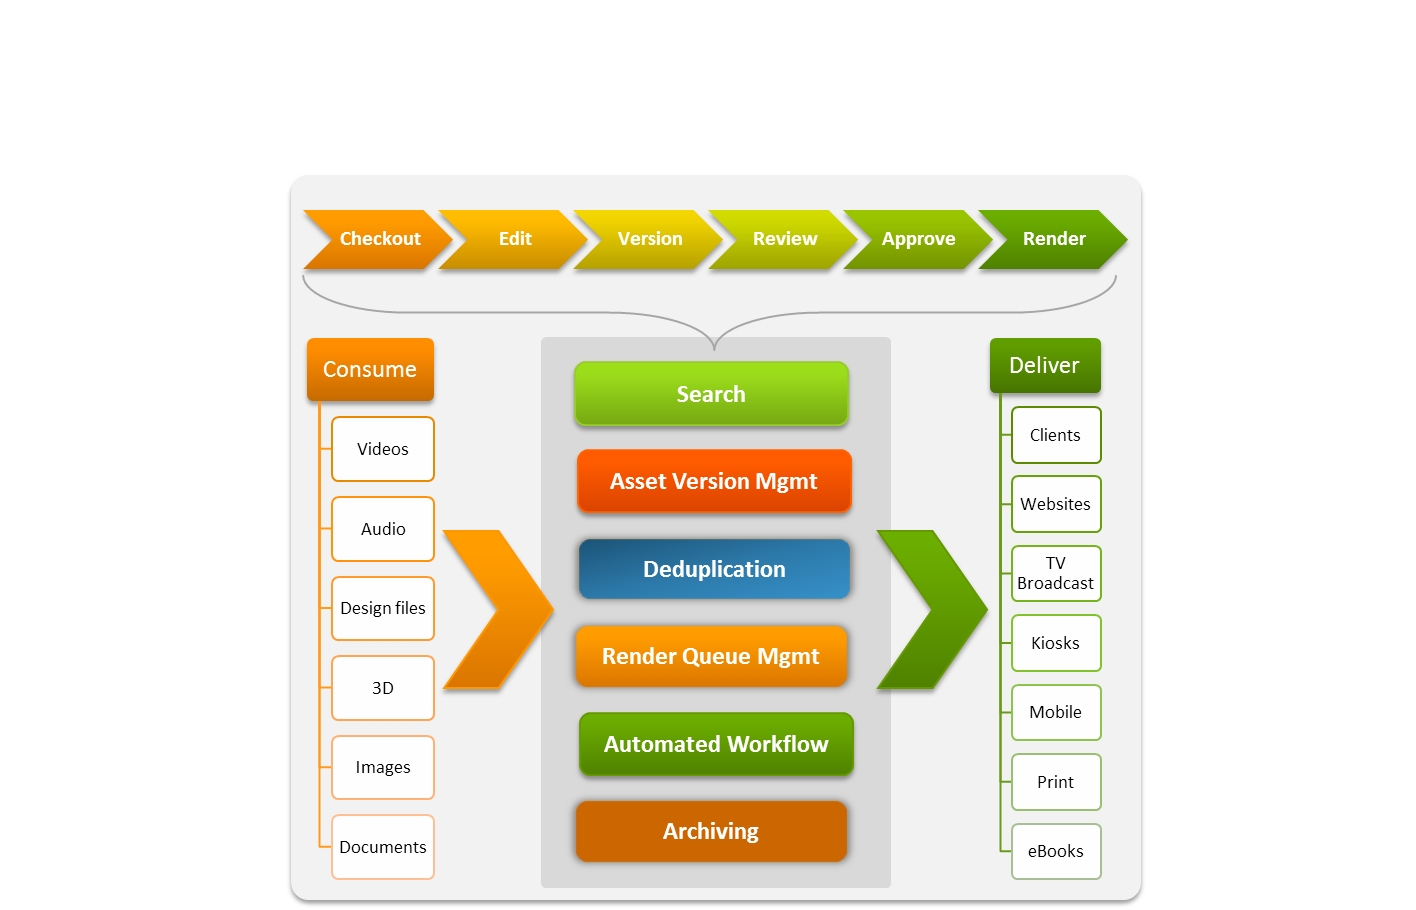 Checkout
Edit
Version
Review
Approve
Render
Consume
Videos
Audio
Design files
3D
Images
Documents
Search
Asset Version Mgmt
Deduplication
Render Queue Mgmt
Automated Workflow
Archiving
Deliver
Clients
Websites
TV
Broadcast
Kiosks
Mobile
Print
eBooks